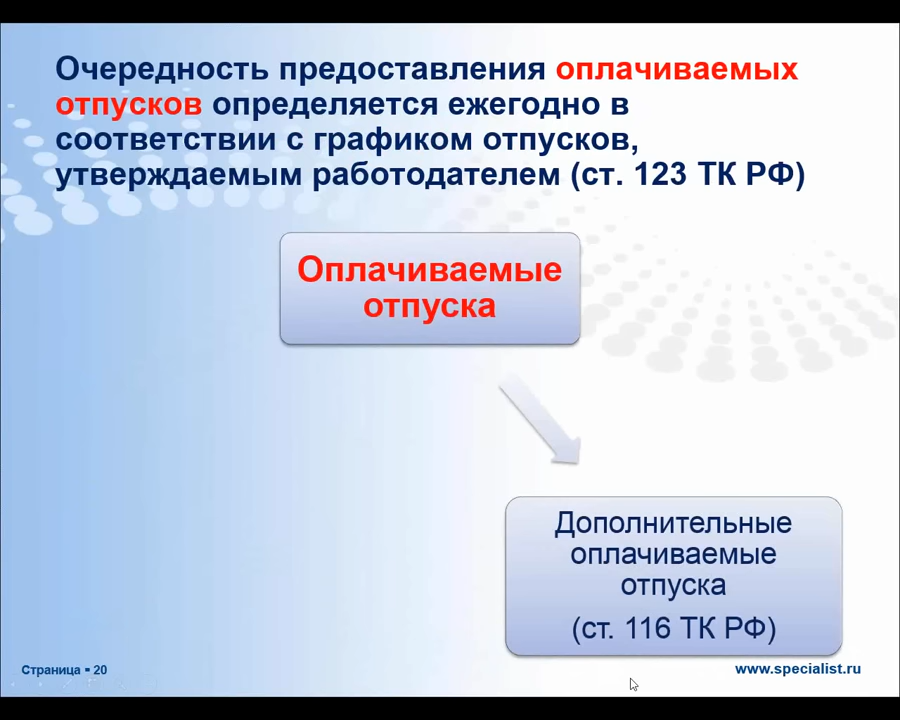 Очередность предоставления оплачиваемых
отпусков определяется ежегодно в
соответствии с графиком отпусков,
утверждаемым работодателем (ст. 123 ТК РФ)
Оплачиваемые
отпуска
Дополнительные
оплачиваемые
отпуска
(ст. 116 ТК РФ)
Страница ▪ 20
www.specialist.ru